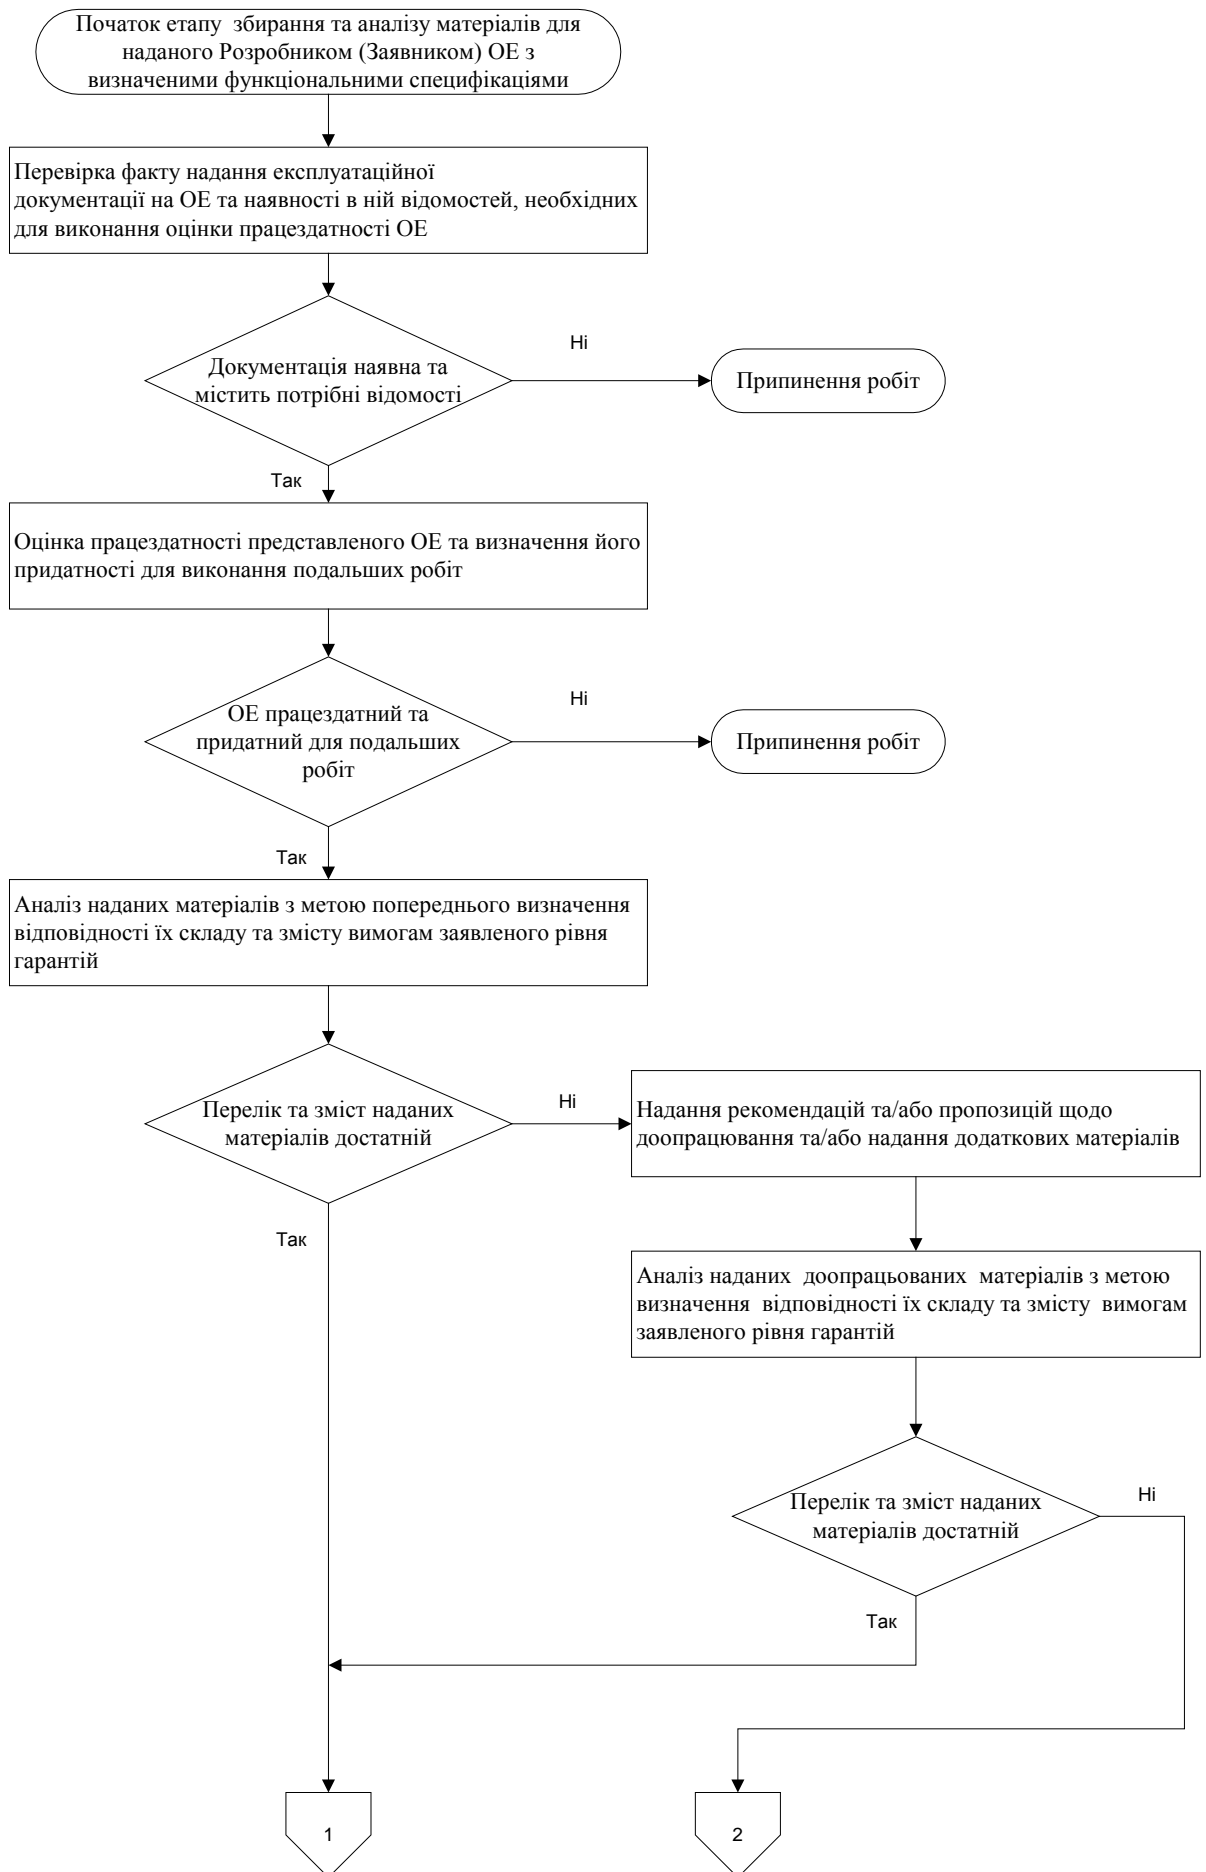 Початок етапу збирання та аналізу матеріалів для
наданого Розробником (Заявником) ОЕ з
визначеними функціональними специфікаціями
Перевірка факту надання експлуатаційної
документації на ОЕ та наявності в ній відомостей, необхідних
для виконання оцінки працездатності ОЕ
Документація наявна та
містить потрібні відомості
Ні
Припинення робіт
Так
Оцінка працездатності представленого ОЕ та визначення його
придатності для виконання подальших робіт
ОЕ працездатний та
придатний для подальших
робіт
Ні
Припинення робіт
Так
Аналіз наданих матеріалів з метою попереднього визначення
відповідності їх складу та змісту вимогам заявленого рівня
гарантій
Перелік та зміст наданих
матеріалів достатній
Ні
Надання рекомендацій та/або пропозицій щодо
доопрацювання та/або надання додаткових матеріалів
Так
Аналіз наданих доопрацьованих матеріалів з метою
визначення відповідності їх складу та змісту вимогам
заявленого рівня гарантій
Перелік та зміст наданих
матеріалів достатній
Ні
Так
1
2